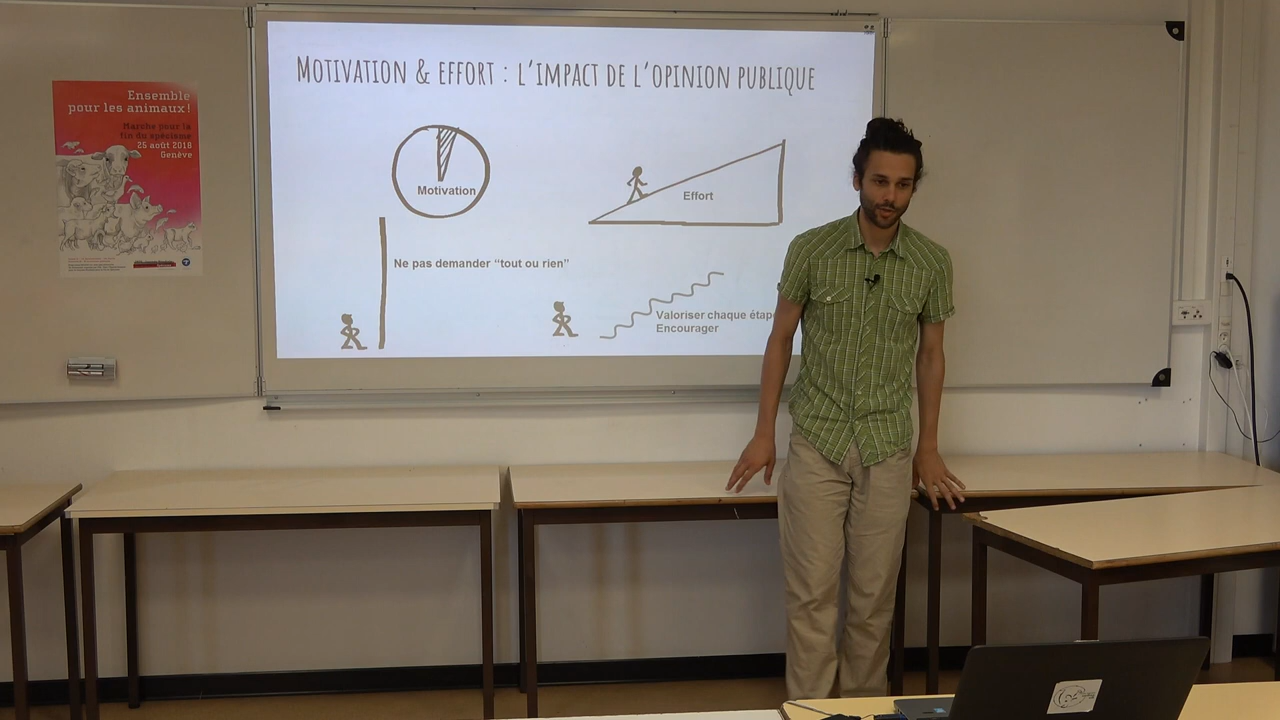 Ensemble
pour les animaux!
Marche pour la
fin du spécisme
25 août 2018
Genève
MOTIVATION & EFFORT : L'IMPACT DE L'OPINION PUBLIQUE
Motivation
Effort
Ne pas demander “tout ou rien”
Valoriser chaque étap
Encourager